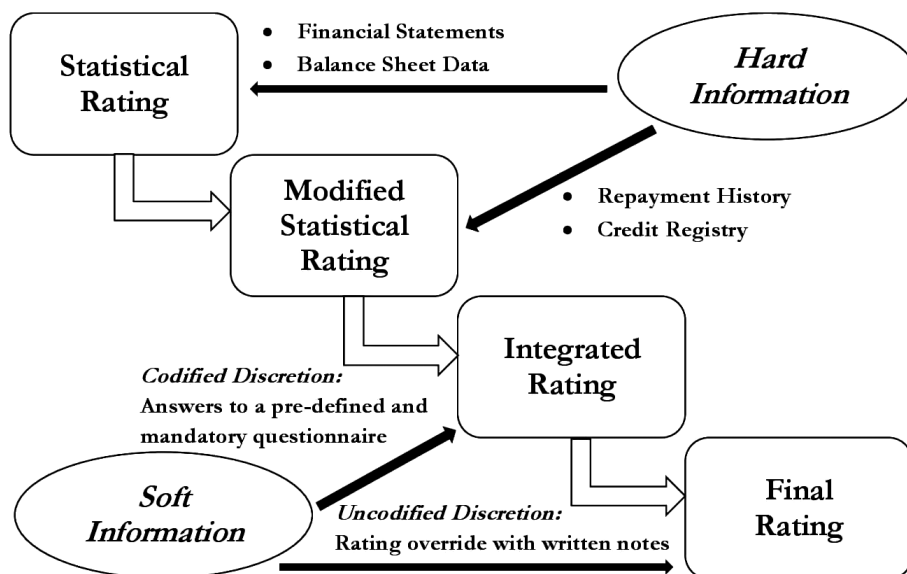 Statistical
Rating
• Financial Statements
• Balance Sheet Data
Hard
Information
Modified
Statistical
Rating
• Repayment History
• Credit Registry
Integrated
Rating
Codified Discretion:
Answers to a pre-defined and
mandatory questionnaire
Soft
Information
Uncodified Discretion:
Rating override with written notes
Final
Rating